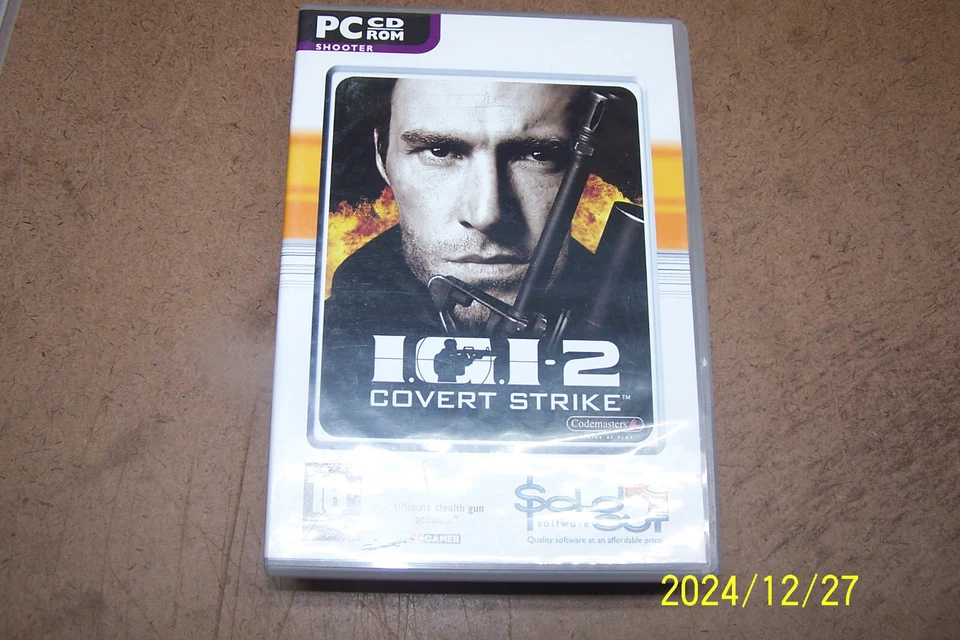 PC CD
ROM
SHOOTER
I.G.I-2
COVERT STRIKE™
Codemasters
"Ultimate stealth gun
action..."
GAMER
Sold
Out
software
Quality software at an affordable price
2024/12/27